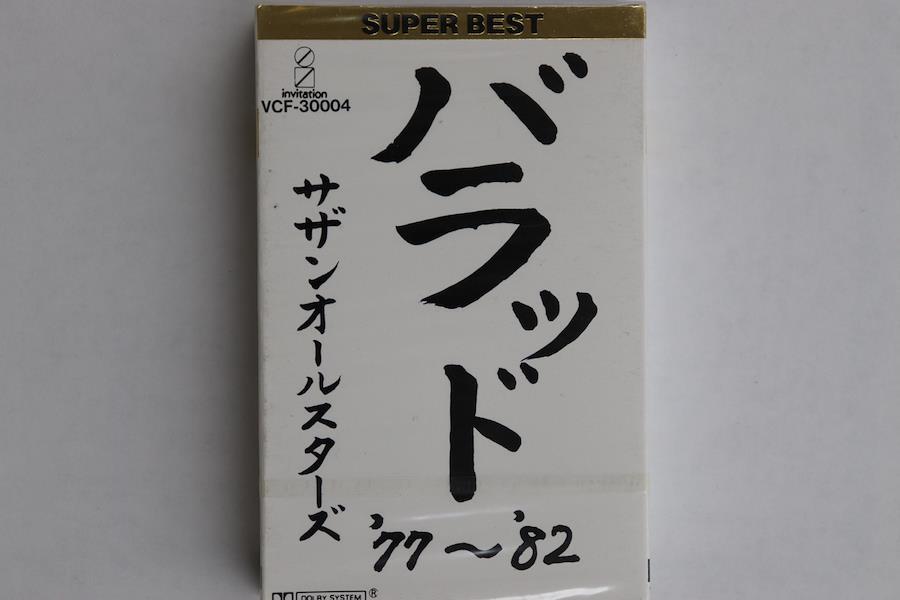 SUPER BEST
invitation
VCF-30004
バラッド
'77〜'82
サザンオールスターズ
DOLBY SYSTEM ®